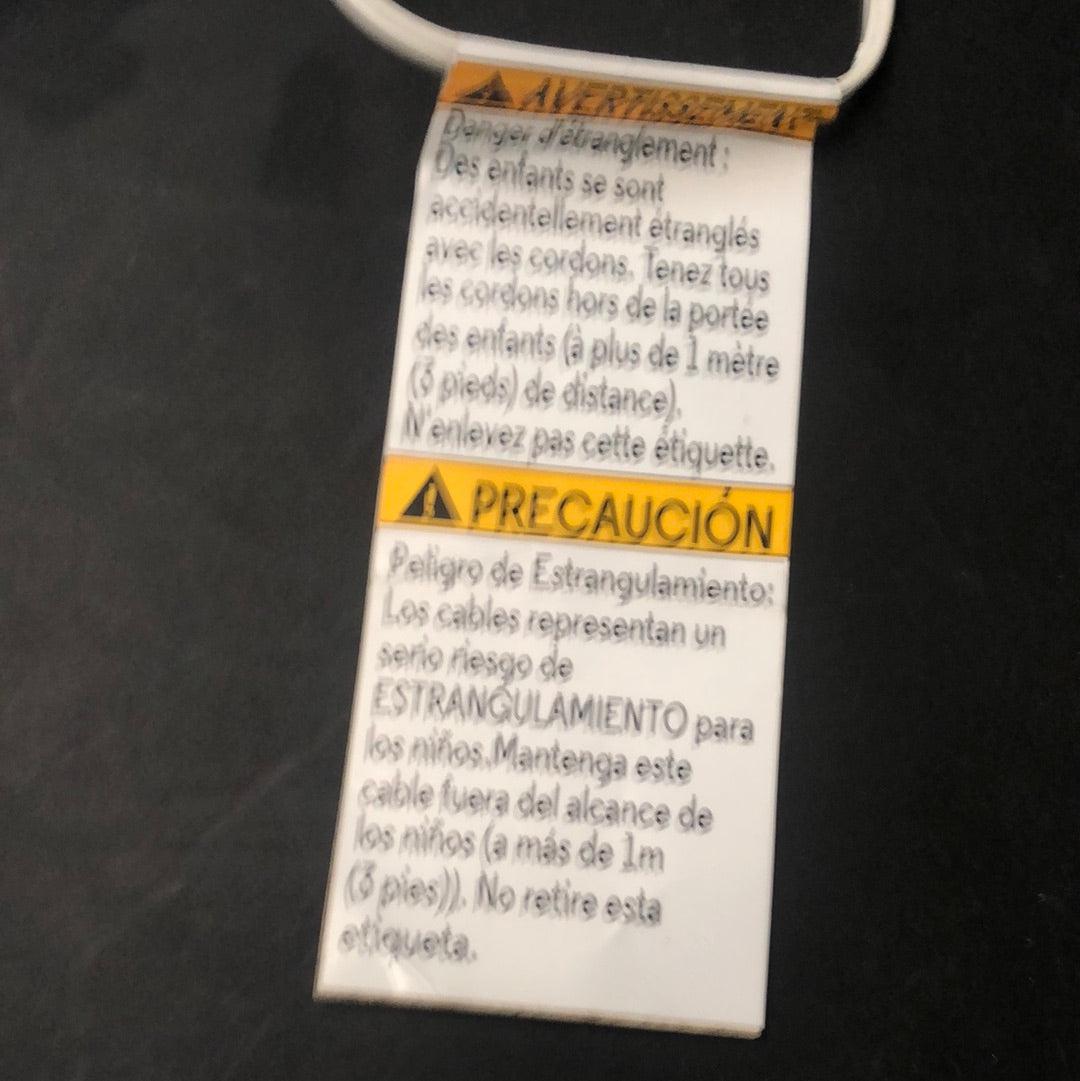 AVERTISSEMENT
Danger d'étranglement :
Des enfants se sont
accidentellement étranglés
avec les cordons. Tenez tous
les cordons hors de la portée
des enfants (à plus de 1 mètre
(3 pieds) de distance).
N'enlevez pas cette étiquette.
PRECAUCIÓN
Peligro de Estrangulamiento:
Los cables representan un
serio riesgo de
ESTRANGULAMIENTO para
los niños.Mantenga este
cable fuera del alcance de
los niños (a más de 1m
(3 pies)). No retire esta
etiqueta.